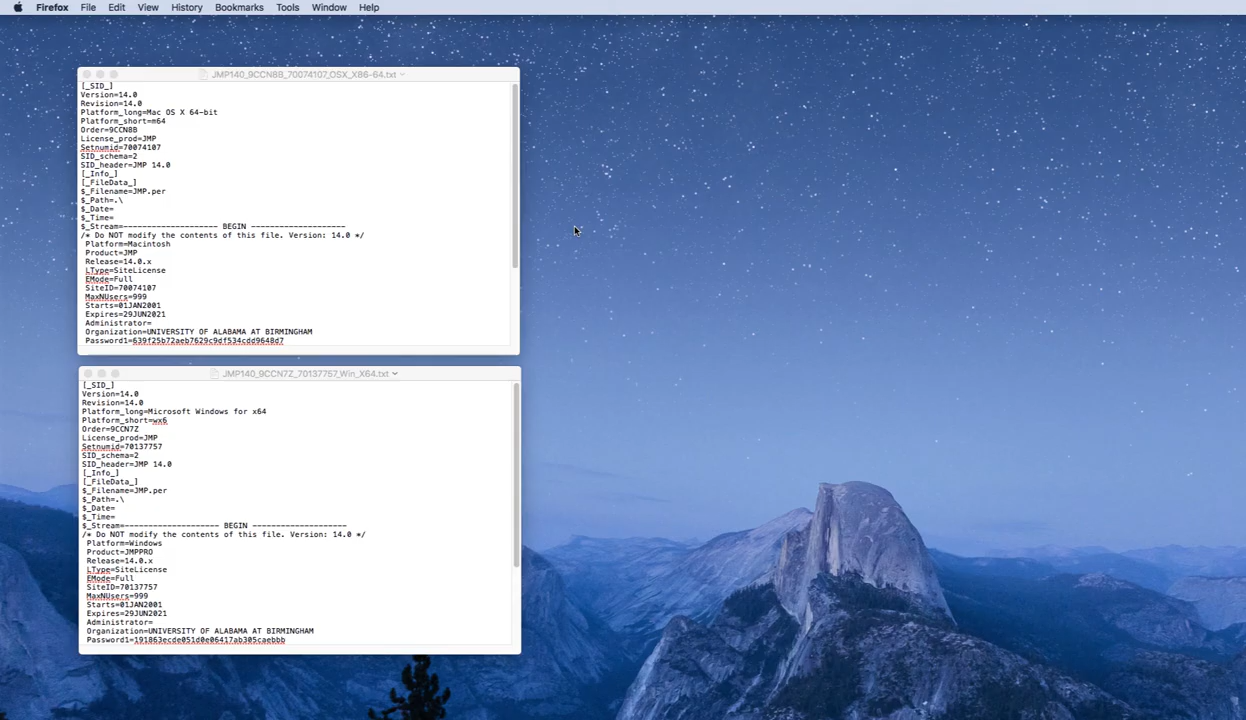 Firefox File Edit View History Bookmarks Tools Window Help
JMP140_9CCN8B_70074107_OSX_X86-64.txt
[_SID_]
Version=14.0
Revision=14.0
Platform_long=Mac OS X 64-bit
Platform_short=m64
Order=9CCN8B
License_prod=JMP
Setnumid=70074107
SID_schema=2
SID_header=JMP 14.0
[_Info_]
[_FileData_]
$_Filename=JMP.per
$_Path=.\
$_Date=
$_Time=
$_Stream=-------------------- BEGIN --------------------
/* Do NOT modify the contents of this file. Version: 14.0 */
Platform=Macintosh
Product=JMP
Release=14.0.x
LType=SiteLicense
EMode=Full
SiteID=70074107
MaxNUsers=999
Starts=01JAN2001
Expires=29JUN2021
Administrator=
Organization=UNIVERSITY OF ALABAMA AT BIRMINGHAM
Password1=639f25b72aeb7629c9df534cdd9648d7
JMP140_9CCN7Z_70137757_Win_X64.txt
[_SID_]
Version=14.0
Revision=14.0
Platform_long=Microsoft Windows for x64
Platform_short=wx6
Order=9CCN7Z
License_prod=JMP
Setnumid=70137757
SID_schema=2
SID_header=JMP 14.0
[_Info_]
[_FileData_]
$_Filename=JMP.per
$_Path=.\
$_Date=
$_Time=
$_Stream=-------------------- BEGIN --------------------
/* Do NOT modify the contents of this file. Version: 14.0 */
Platform=Windows
Product=JMPPRO
Release=14.0.x
LType=SiteLicense
EMode=Full
SiteID=70137757
MaxNUsers=999
Starts=01JAN2001
Expires=29JUN2021
Administrator=
Organization=UNIVERSITY OF ALABAMA AT BIRMINGHAM
Password1=191863ecde051d0e06417ab305caebbb